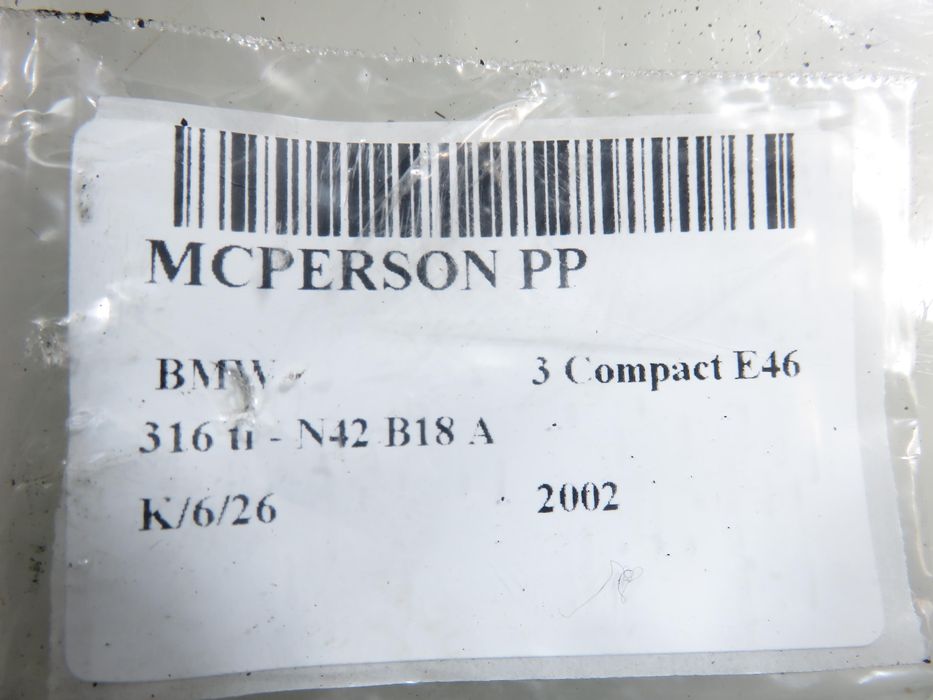 MCPERSON PP
BMW 3 Compact E46
316 ti - N42 B18 A
K/6/26 2002